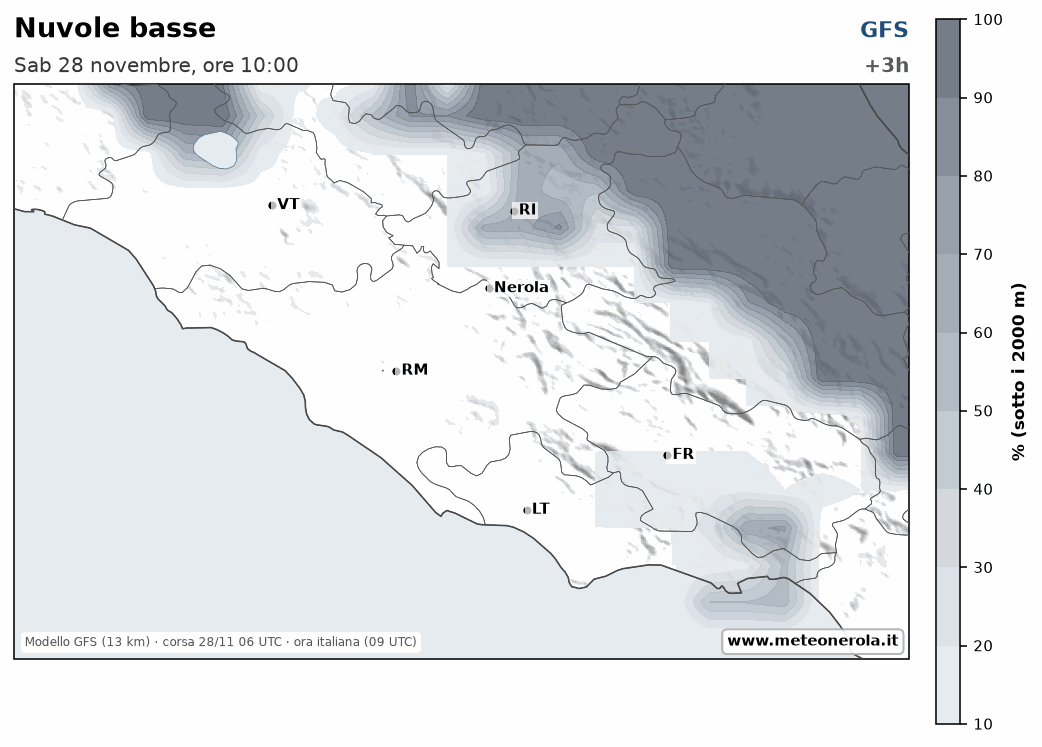 Nuvole basse
GFS
Sab 28 novembre, ore 10:00
+3h
100
90
80
70
60
50
40
30
20
10
% (sotto i 2000 m)
VT
RI
Nerola
RM
FR
LT
Modello GFS (13 km) · corsa 28/11 06 UTC · ora italiana (09 UTC)
www.meteonerola.it